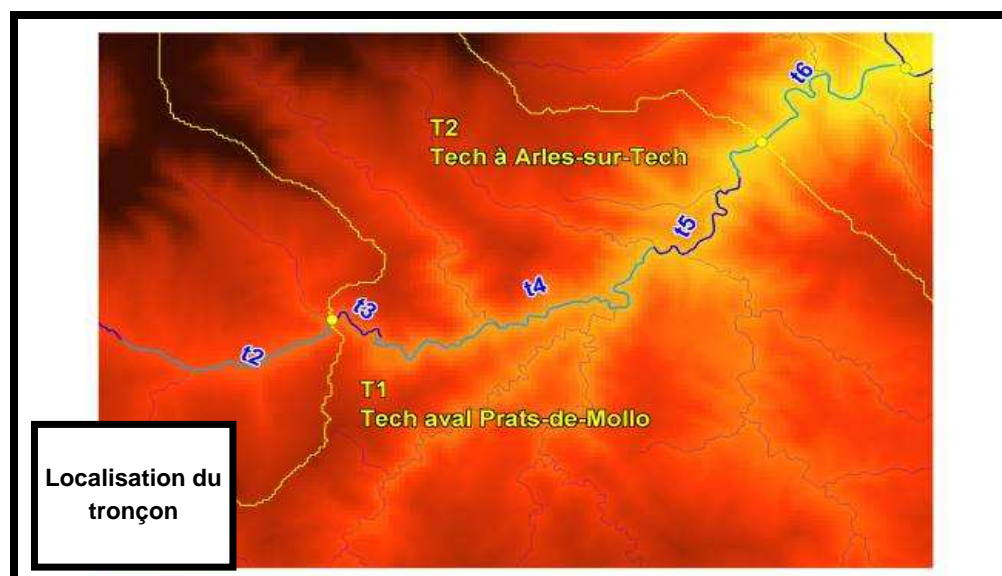 t6
T2
Tech à Arles-sur-Tech
t5
t4
t3
t2
T1
Tech aval Prats-de-Mollo
Localisation du
tronçon